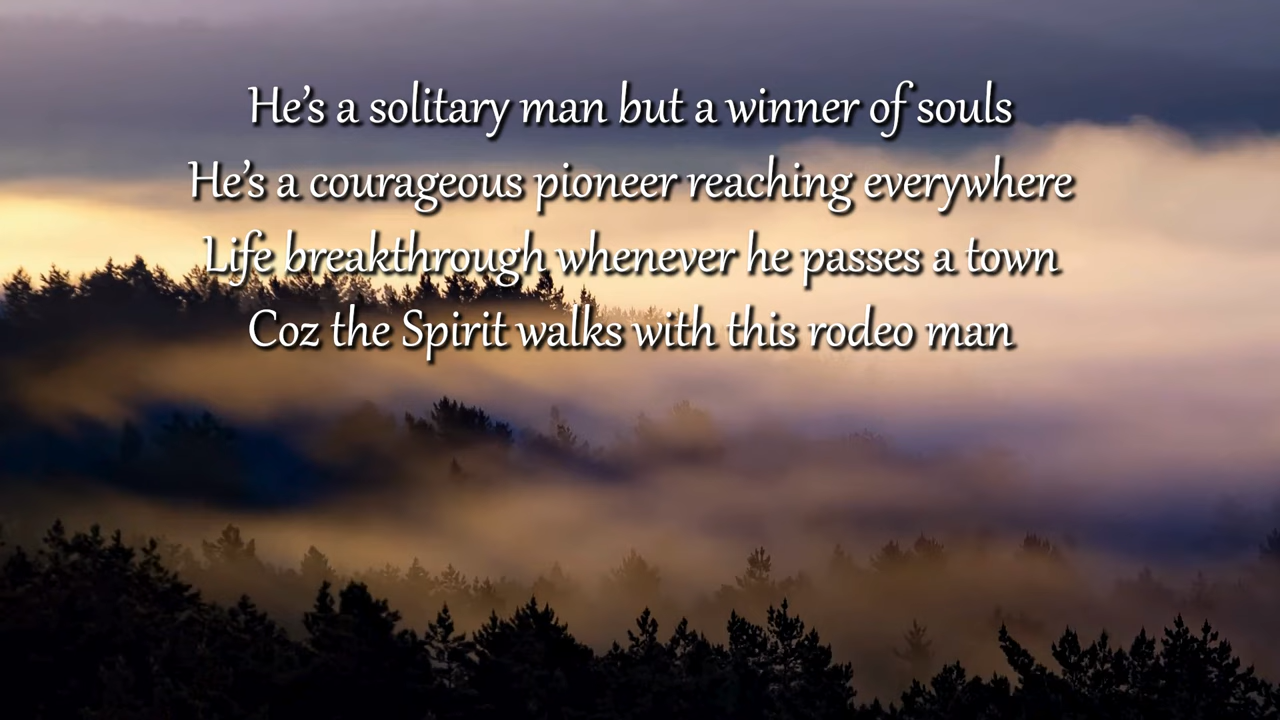 He's a solitary man but a winner of souls
He's a courageous pioneer reaching everywhere
Life breakthrough whenever he passes a town
Coz the Spirit walks with this rodeo man